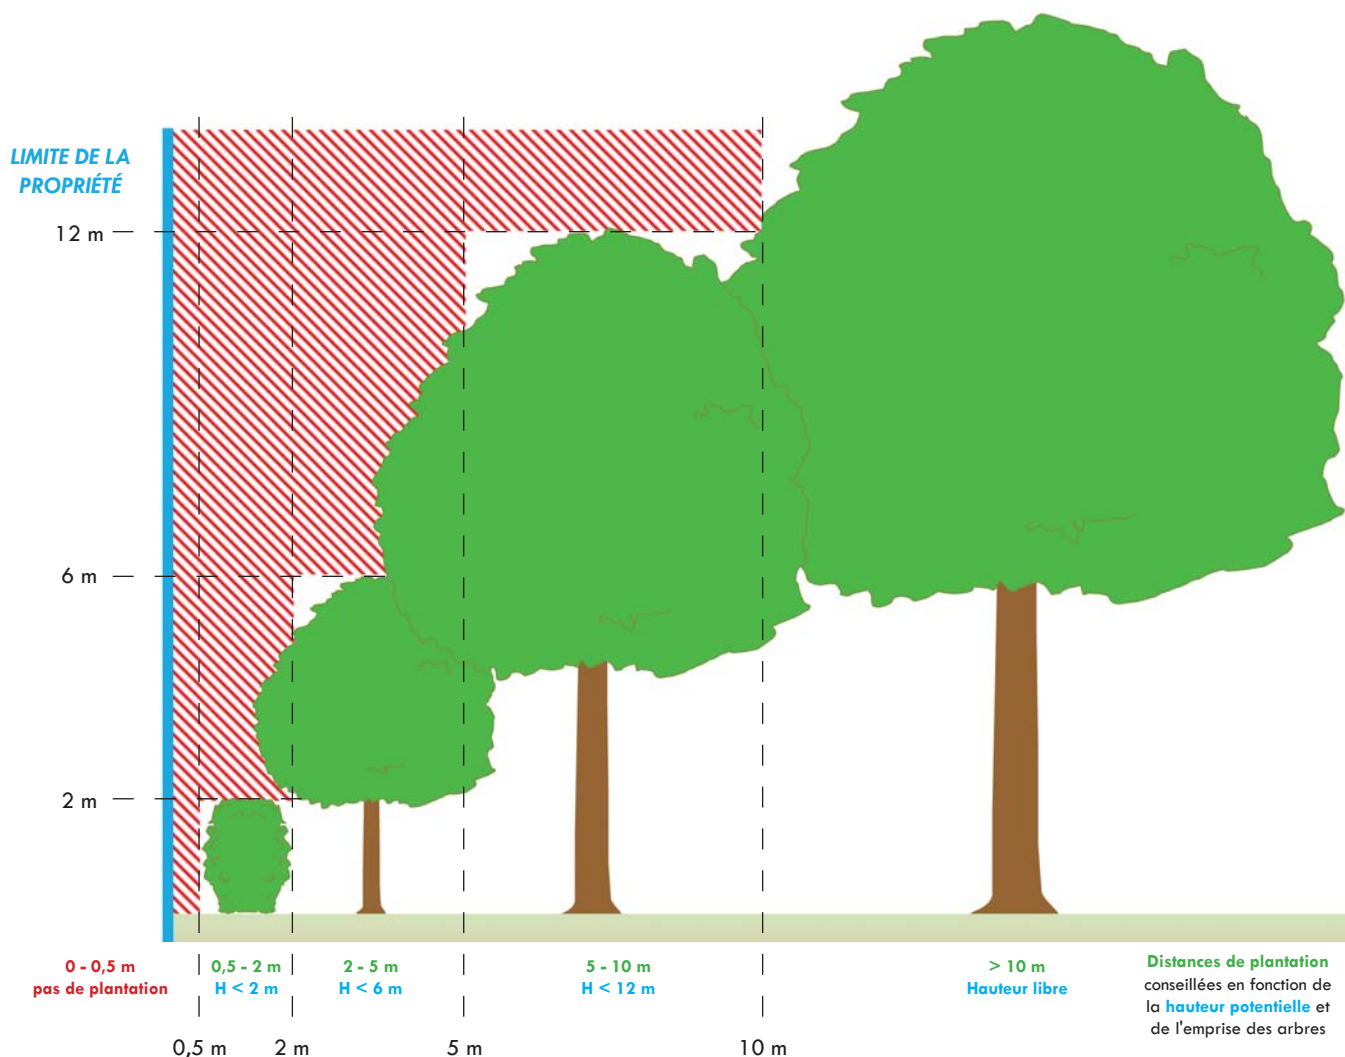 LIMITE DE LA
PROPRIÉTÉ
12 m
6 m
2 m
0 - 0,5 m
pas de plantation
0,5 - 2 m
H < 2 m
2 - 5 m
H < 6 m
5 - 10 m
H < 12 m
> 10 m
Hauteur libre
Distances de plantation
conseillées en fonction de
la hauteur potentielle et
de l'emprise des arbres
0,5 m
2 m
5 m
10 m